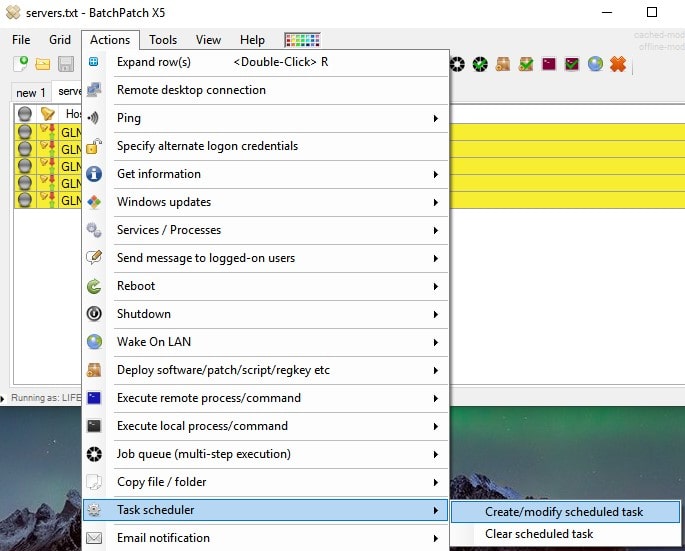 servers.txt - BatchPatch X5
File Grid Actions Tools View Help
cached-mod
offline-mod
new 1 serve
Expand row(s) <Double-Click> R
Remote desktop connection
Ping
Specify alternate logon credentials
Get information
Windows updates
Services / Processes
Send message to logged-on users
Reboot
Shutdown
Wake On LAN
Deploy software/patch/script/regkey etc
Execute remote process/command
Execute local process/command
Job queue (multi-step execution)
Copy file / folder
Task scheduler
Email notification
Hos
GLN
GLN
GLN
GLN
GLN
Running as: LIFE
Create/modify scheduled task
Clear scheduled task